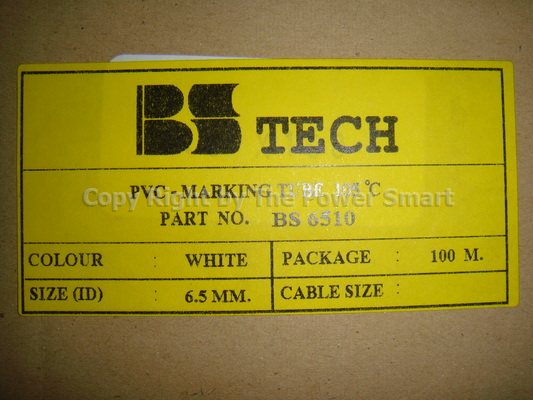 BS TECH
PVC - MARKING TUBE 105 °C
Copy Right By The Power Smart
PART NO. BS 6510
COLOUR : WHITE
PACKAGE : 100 M.
SIZE (ID) : 6.5 MM.
CABLE SIZE :